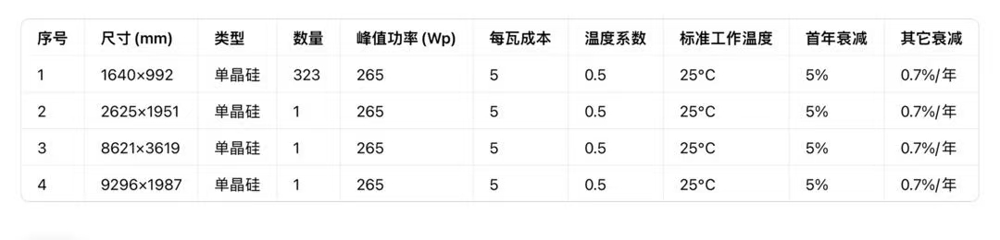 序号 尺寸 (mm) 类型 数量 峰值功率 (Wp) 每瓦成本 温度系数 标准工作温度 首年衰减 其它衰减
1 1640×992 单晶硅 323 265 5 0.5 25°C 5% 0.7%/年
2 2625×1951 单晶硅 1 265 5 0.5 25°C 5% 0.7%/年
3 8621×3619 单晶硅 1 265 5 0.5 25°C 5% 0.7%/年
4 9296×1987 单晶硅 1 265 5 0.5 25°C 5% 0.7%/年